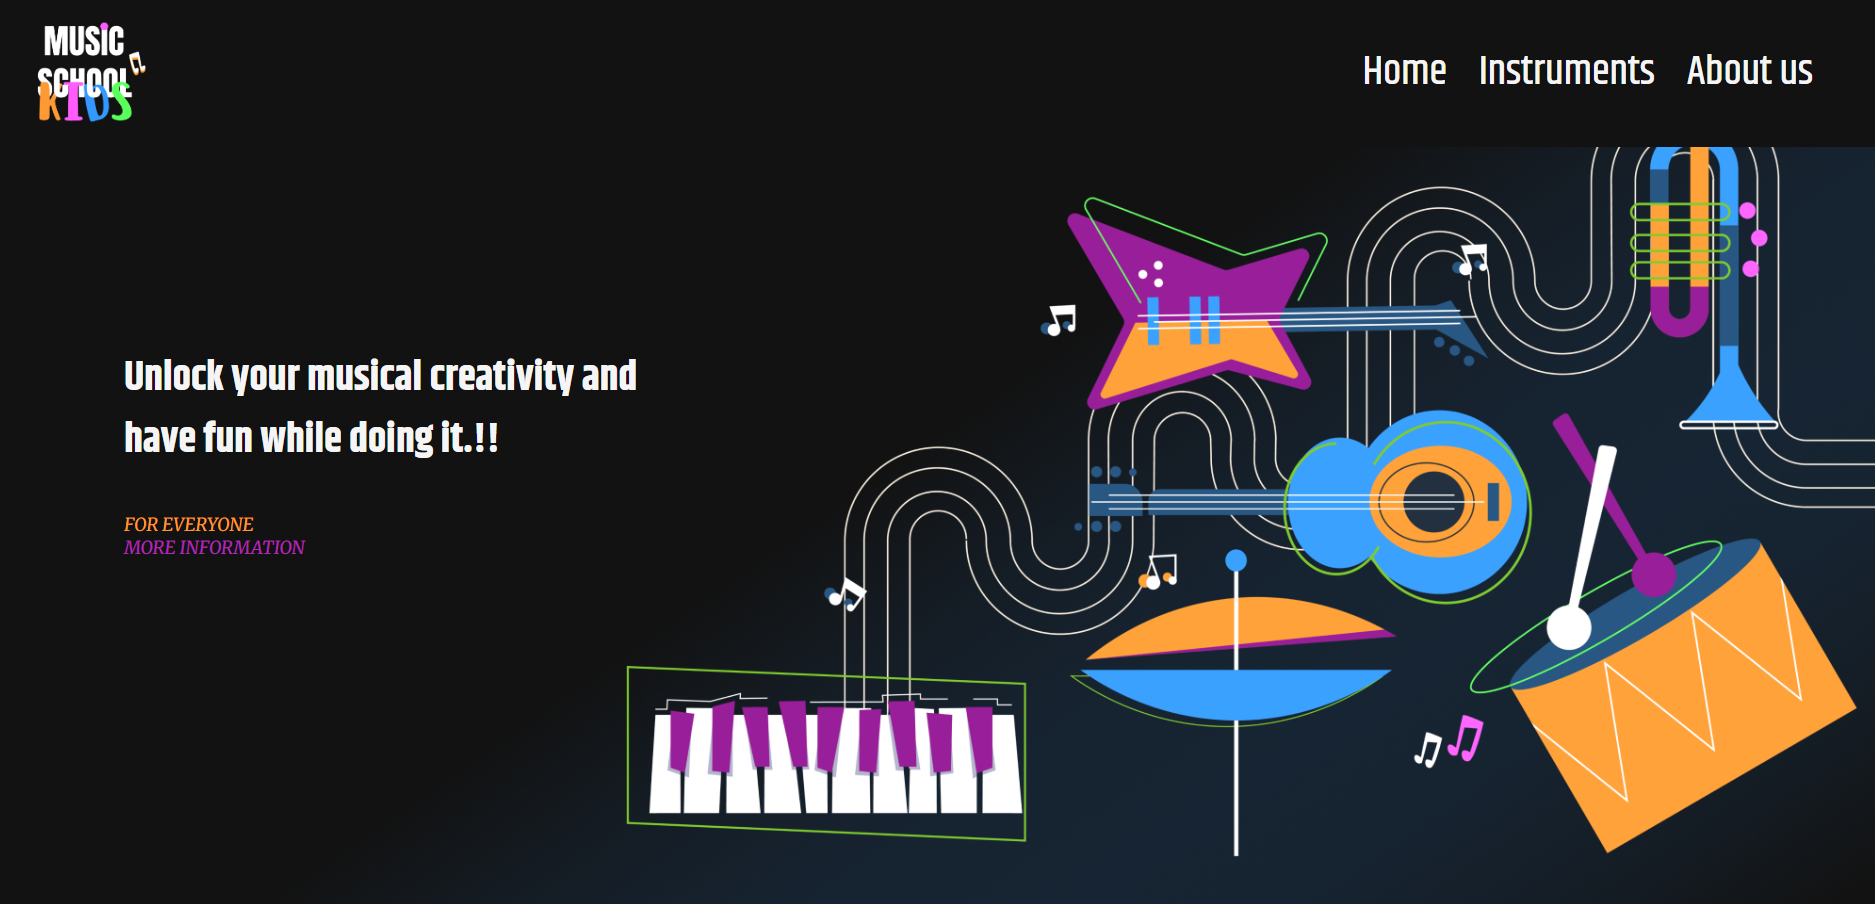 MUSiC
SCHOOL
KIDS
Home Instruments About us
Unlock your musical creativity and
have fun while doing it.!!
FOR EVERYONE
MORE INFORMATION